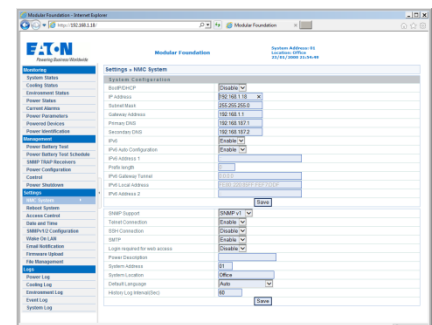 Modular Foundation - Internet Explorer
Modular Foundation
EATON
Powering Business Worldwide
Modular Foundation
System Address: 01
Location: Office
Monitoring
System Status
Cooling Status
Environment Status
Power Status
Current Alarms
Power Parameters
Powered Devices
Power Identification
Management
Power Battery Test
Power Battery Test Schedule
SNMP TRAP Receivers
Power Configuration
Control
Power Shutdown
Settings
NMC System
Reboot System
Access Control
Date and Time
SNMPv1/2 Configuration
Wake On LAN
Email Notification
Firmware Upload
File Management
Logs
Power Log
Cooling Log
Environment Log
Event Log
System Log
Settings » NMC System
System Configuration
BootP/DHCP Disable
IP Address 192.168.1.18
Subnet Mask 255.255.255.0
Gateway Address 192.168.1.1
Primary DNS 192.168.187.1
Secondary DNS 192.168.187.2
IPv6 Enable
IPv6 Auto Configuration Enable
IPv6 Address 1
Prefix length
IPv6 Gateway Tunnel
IPv6 Local Address
IPv6 Address 2
Save
SNMP Support SNMP v1
Telnet Connection Enable
SSH Connection Disable
SMTP Enable
Login required for web access Disable
Power Description
System Address 01
System Location Office
Default Language Auto
History Log Interval(Sec) 60
Save